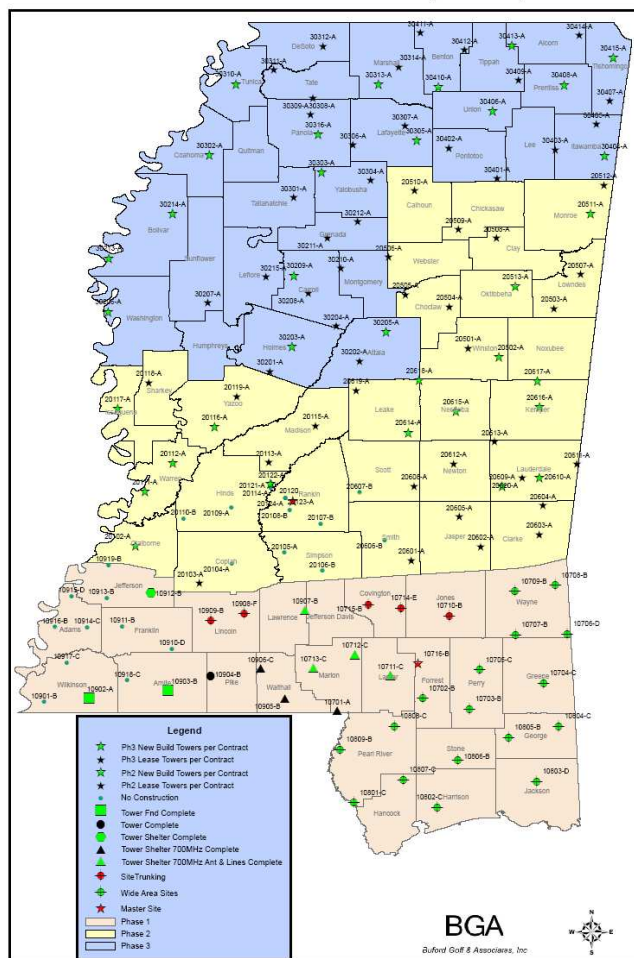 30411-A
30312-A
DeSoto
30414-A
30413-A
Alcorn
30412-A
Benton
30415-A
Marshall
30314-A
Tippah
Tishomingo
30311-A
30310-A
Tunica
Tate
30313-A
30410-A
30409-A
30408-A
Prentiss
30407-A
30309-A
30308-A
30316-A
Panola
30406-A
Union
30307-A
Lafayette
30305-A
30302-A
Coahoma
Quitman
30306-A
30402-A
Pontotoc
30403-A
Lee
30404-A
Itawamba
30303-A
30304-A
Yalobusha
30401-A
20512-A
30301-A
Tallahatchie
20510-A
Calhoun
Chickasaw
Monroe
20511-A
30214-A
Bolivar
30212-A
Grenada
20509-A
20508-A
Clay
30213-A
Sunflower
30211-A
30210-A
20506-A
Webster
Leflore
30215-A
30209-A
Carroll
Montgomery
20507-A
Lowndes
20513-A
Oktibbeha
30208-A
20505-A
Choctaw
20504-A
20503-A
30207-A
Washington
30204-A
30205-A
Humphreys
Holmes
30203-A
20501-A
Winston
20502-A
Noxubee
30201-A
30202-A
Attala
20118-A
Sharkey
20618-A
20617-A
20117-A
20119-A
Yazoo
20619-A
Leake
20615-A
20616-A
Kemper
20116-A
Madison
20115-A
20614-A
20613-A
20112-A
Warren
20113-A
Scott
20612-A
Newton
20611-A
Lauderdale
20122-A
20121-A
20114-A
20120
Rankin
20607-B
20608-A
20609-A
20610-A
Hinds
20110-B
20109-A
20108-B
20107-B
20604-A
20605-A
Jasper
20603-A
Clarke
20102-A
Claiborne
20105-A
Simpson
20606-B
Smith
20602-A
20601-A
10919-B
20103-A
20104-A
20106-B
Jefferson
10912-B
Covington
10714-E
Jones
10709-B
Wayne
10708-B
10915-D
10913-B
10908-F
Lawrence
10907-B
Jefferson Davis
10715-B
10710-B
10909-B
Lincoln
10916-B
Adams
10914-C
10911-B
Franklin
10707-B
10706-D
10910-D
10712-C
10917-C
10906-C
10713-C
Marion
10711-C
Lamar
10716-B
Forrest
10705-C
Perry
10704-C
Greene
10918-C
Wilkinson
10902-A
Amite
10903-B
10904-B
Pike
Walthall
10901-B
10905-B
10701-A
10702-B
10703-B
10808-C
10805-B
George
10804-C
10809-B
Pearl River
Stone
10806-B
10807-C
10803-D
Jackson
10801-C
Hancock
10802-C
Harrison
Legend
Ph3 New Build Towers per Contract
Ph3 Lease Towers per Contract
Ph2 New Build Towers per Contract
Ph2 Lease Towers per Contract
No Construction
Tower Fnd Complete
Tower Complete
Tower Shelter Complete
Tower Shelter 700MHz Complete
Tower Shelter 700MHz Ant & Lines Complete
SiteTrunking
Wide Area Sites
Master Site
Phase 1
Phase 2
Phase 3
BGA
Buford Goff & Associates, Inc
N
W
E
S